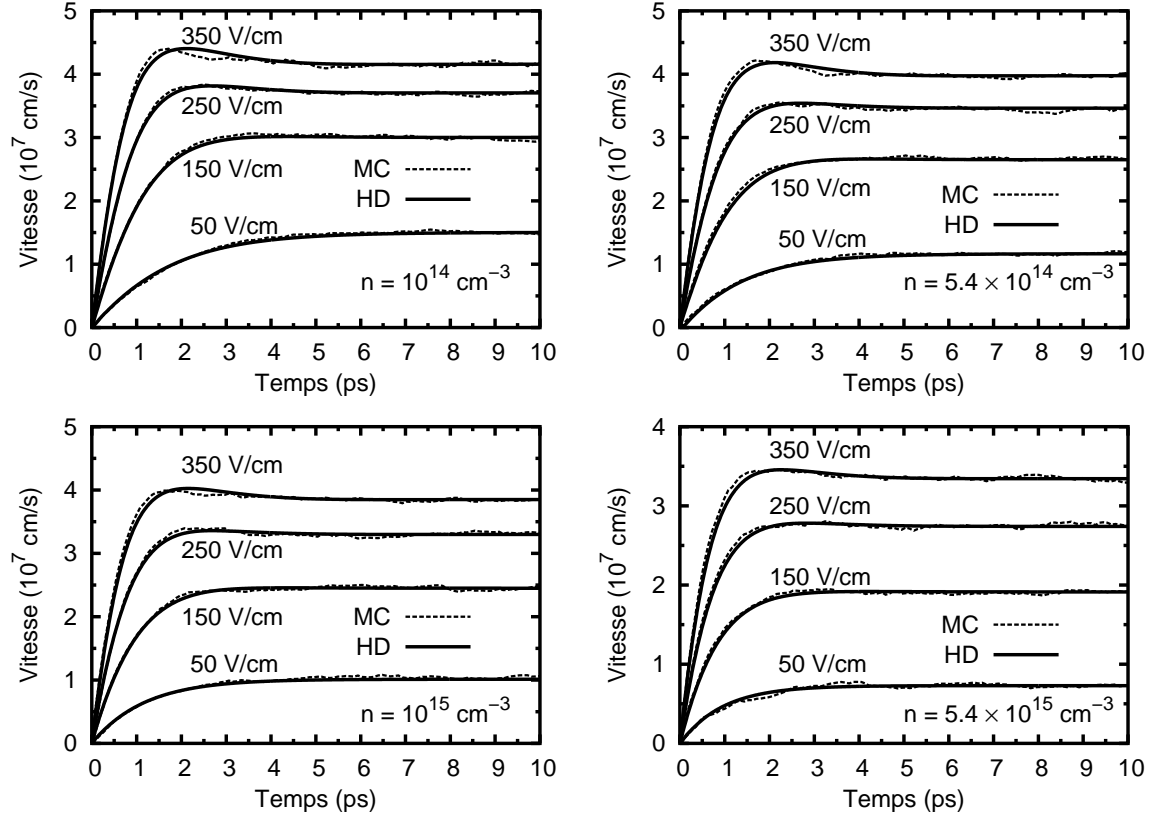 5
4
3
2
1
0
Vitesse (10⁷ cm/s)
350 V/cm
250 V/cm
150 V/cm
50 V/cm
MC
HD
n = 10¹⁴ cm⁻³
0 1 2 3 4 5 6 7 8 9 10
Temps (ps)
5
4
3
2
1
0
Vitesse (10⁷ cm/s)
350 V/cm
250 V/cm
150 V/cm
50 V/cm
MC
HD
n = 5.4 × 10¹⁴ cm⁻³
0 1 2 3 4 5 6 7 8 9 10
Temps (ps)
5
4
3
2
1
0
Vitesse (10⁷ cm/s)
350 V/cm
250 V/cm
150 V/cm
50 V/cm
MC
HD
n = 10¹⁵ cm⁻³
0 1 2 3 4 5 6 7 8 9 10
Temps (ps)
4
3
2
1
0
Vitesse (10⁷ cm/s)
350 V/cm
250 V/cm
150 V/cm
50 V/cm
MC
HD
n = 5.4 × 10¹⁵ cm⁻³
0 1 2 3 4 5 6 7 8 9 10
Temps (ps)